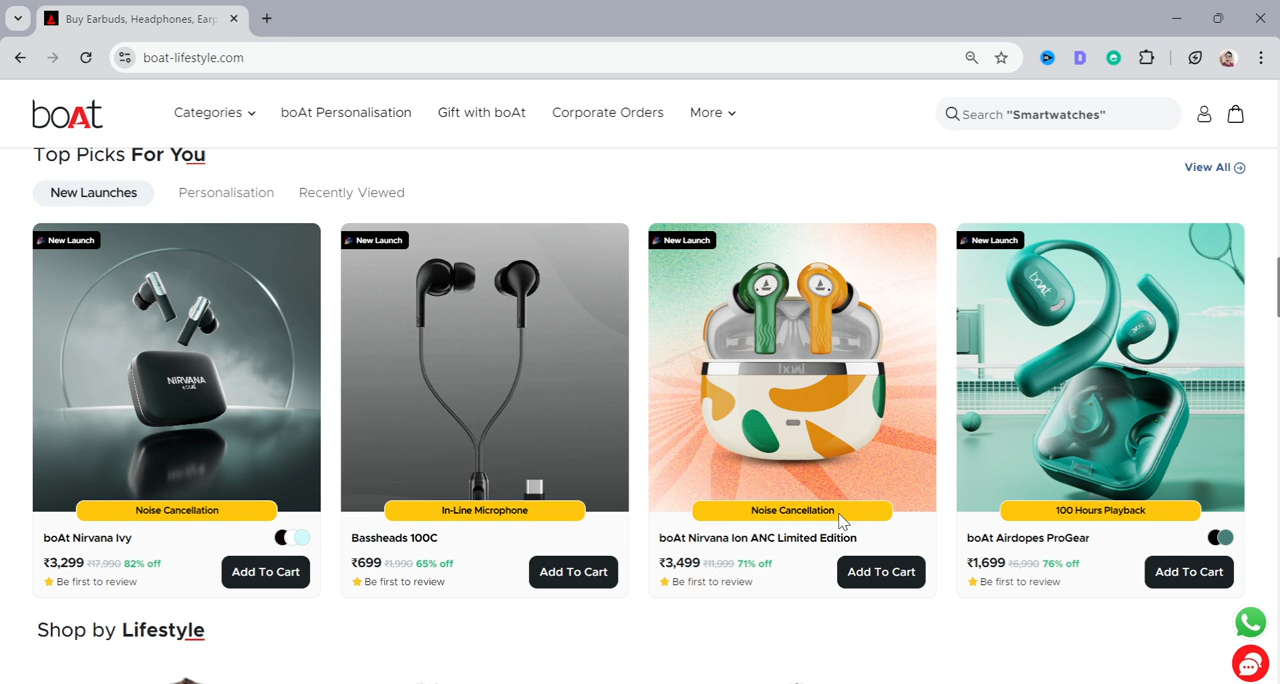 Buy Earbuds, Headphones, Earp
boat-lifestyle.com
boAt
Categories
boAt Personalisation
Gift with boAt
Corporate Orders
More
Search "Smartwatches"
Top Picks For You
View All
New Launches
Personalisation
Recently Viewed
New Launch
New Launch
New Launch
New Launch
NIRVANA
boAt
boAt
boAt
Noise Cancellation
In-Line Microphone
Noise Cancellation
100 Hours Playback
boAt Nirvana Ivy
₹3,299 ₹17,990 82% off
Be first to review
Add To Cart
Bassheads 100C
₹699 ₹1,990 65% off
Be first to review
Add To Cart
boAt Nirvana Ion ANC Limited Edition
₹3,499 ₹11,999 71% off
Be first to review
Add To Cart
boAt Airdopes ProGear
₹1,699 ₹6,990 76% off
Be first to review
Add To Cart
Shop by Lifestyle